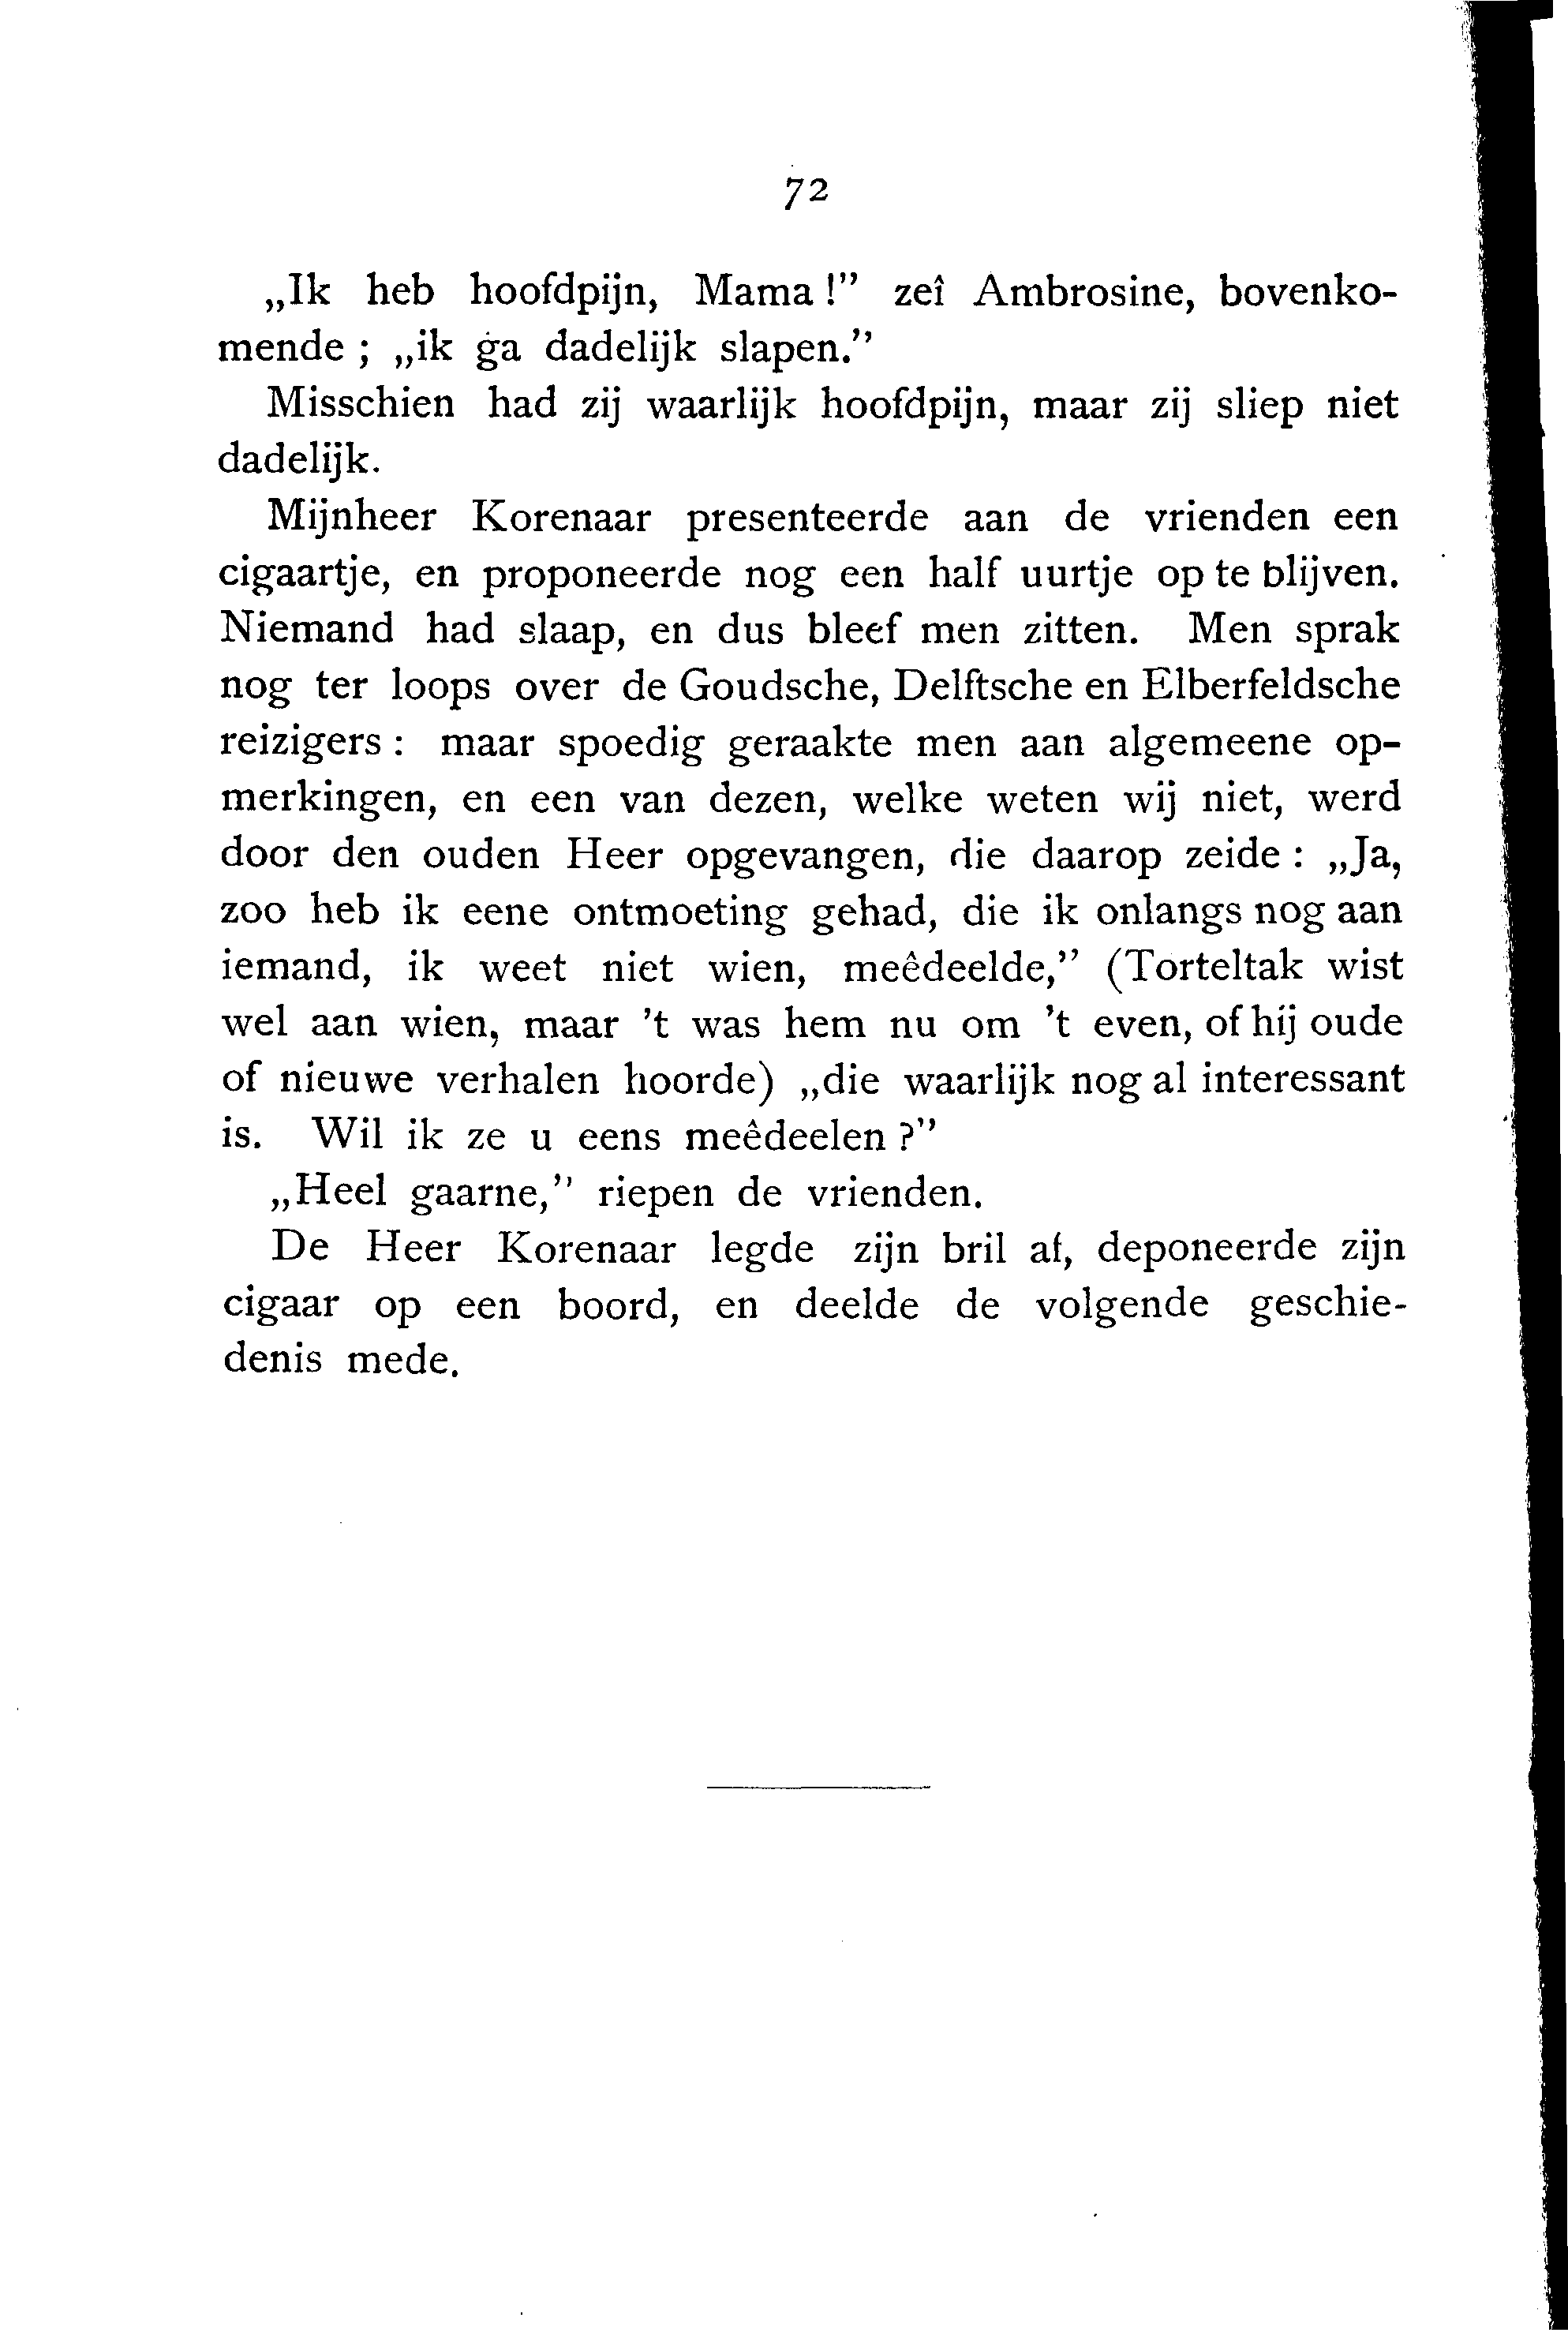 72
„Ik heb hoofdpijn, Mama !” zeî Ambrosine, bovenko-
mende ; „ik ga dadelijk slapen.”
Misschien had zij waarlijk hoofdpijn, maar zij sliep niet
dadelijk.
Mijnheer Korenaar presenteerde aan de vrienden een
cigaartje, en proponeerde nog een half uurtje op te blijven.
Niemand had slaap, en dus bleef men zitten. Men sprak
nog ter loops over de Goudsche, Delftsche en Elberfeldsche
reizigers : maar spoedig geraakte men aan algemeene op-
merkingen, en een van dezen, welke weten wij niet, werd
door den ouden Heer opgevangen, die daarop zeide : „Ja,
zoo heb ik eene ontmoeting gehad, die ik onlangs nog aan
iemand, ik weet niet wien, meêdeelde,” (Torteltak wist
wel aan wien, maar 't was hem nu om 't even, of hij oude
of nieuwe verhalen hoorde) „die waarlijk nog al interessant
is. Wil ik ze u eens meêdeelen ?”
„Heel gaarne,” riepen de vrienden.
De Heer Korenaar legde zijn bril af, deponeerde zijn
cigaar op een boord, en deelde de volgende geschie-
denis mede.